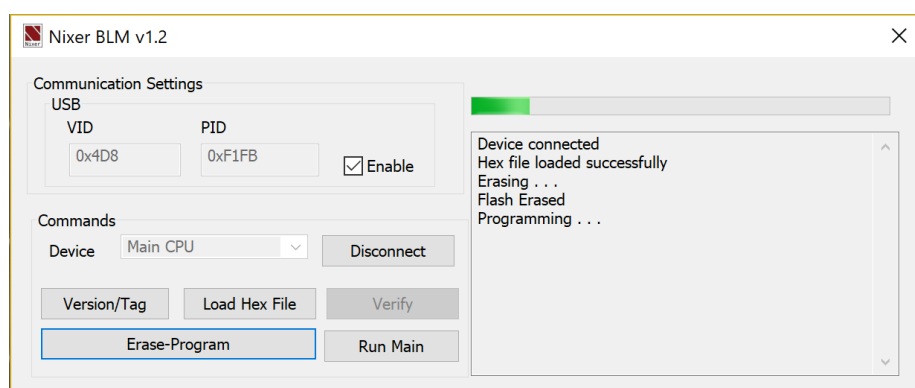 Nixer BLM v1.2
Communication Settings
USB
VID PID
0x4D8 0xF1FB Enable
Commands
Device Main CPU Disconnect
Version/Tag Load Hex File Verify
Erase-Program Run Main
Device connected
Hex file loaded successfully
Erasing . . .
Flash Erased
Programming . . .